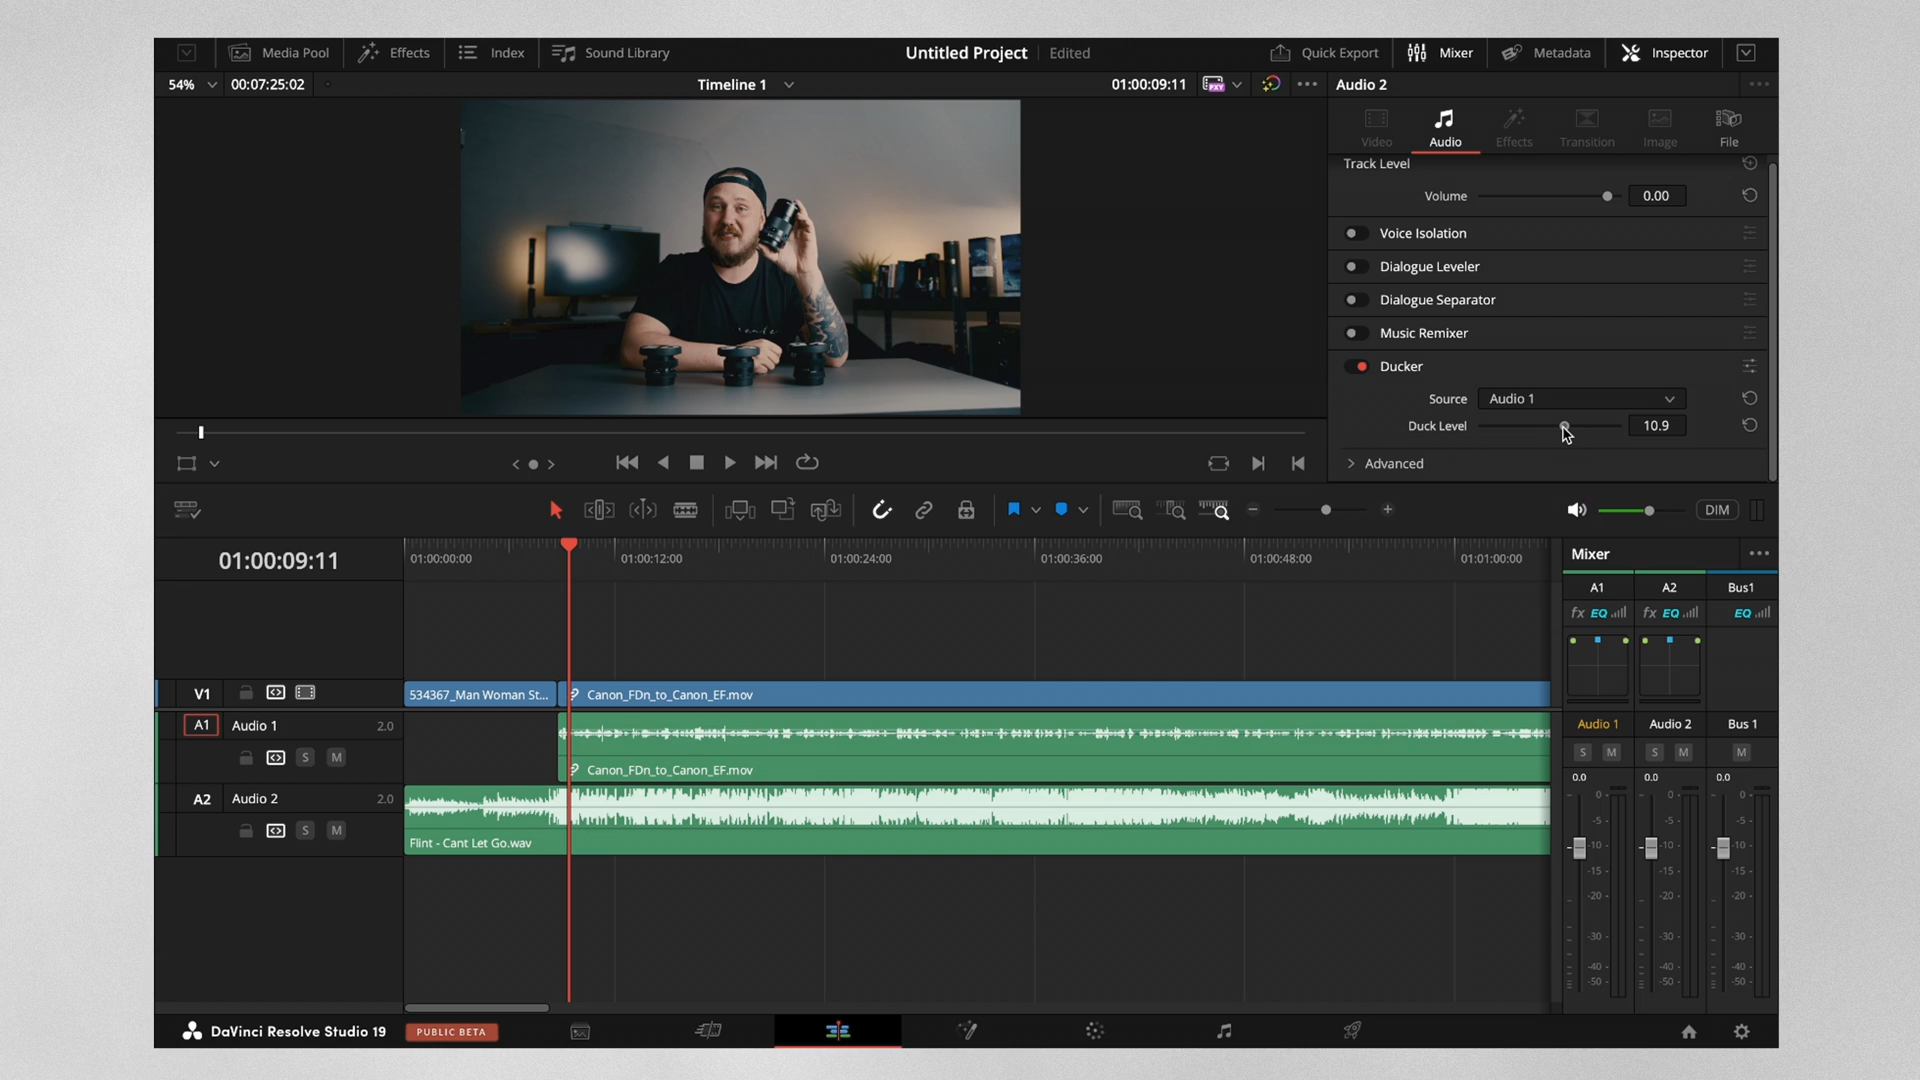 Media Pool
Effects
Index
Sound Library
Untitled Project
Edited
Quick Export
Mixer
Metadata
Inspector
54%
00:07:25:02
Timeline 1
01:00:09:11
PXY
Audio 2
Video
Audio
Effects
Transition
Image
File
Track Level
Volume
0.00
Voice Isolation
Dialogue Leveler
Dialogue Separator
Music Remixer
Ducker
Source
Audio 1
Duck Level
10.9
Advanced
DIM
01:00:09:11
01:00:00:00
01:00:12:00
01:00:24:00
01:00:36:00
01:00:48:00
01:01:00:00
V1
534367_Man Woman St...
Canon_FDn_to_Canon_EF.mov
A1
Audio 1
2.0
S
M
Canon_FDn_to_Canon_EF.mov
A2
Audio 2
2.0
S
M
Flint - Cant Let Go.wav
Mixer
A1
A2
Bus1
fx EQ
fx EQ
EQ
Audio 1
Audio 2
Bus 1
S M
S M
M
0.0
0.0
0.0
0 0 0
-5 -5 -5
-10 -10 -10
-15 -15 -15
-20 -20 -20
-30 -30 -30
-40 -40 -40
-50 -50 -50
DaVinci Resolve Studio 19
PUBLIC BETA